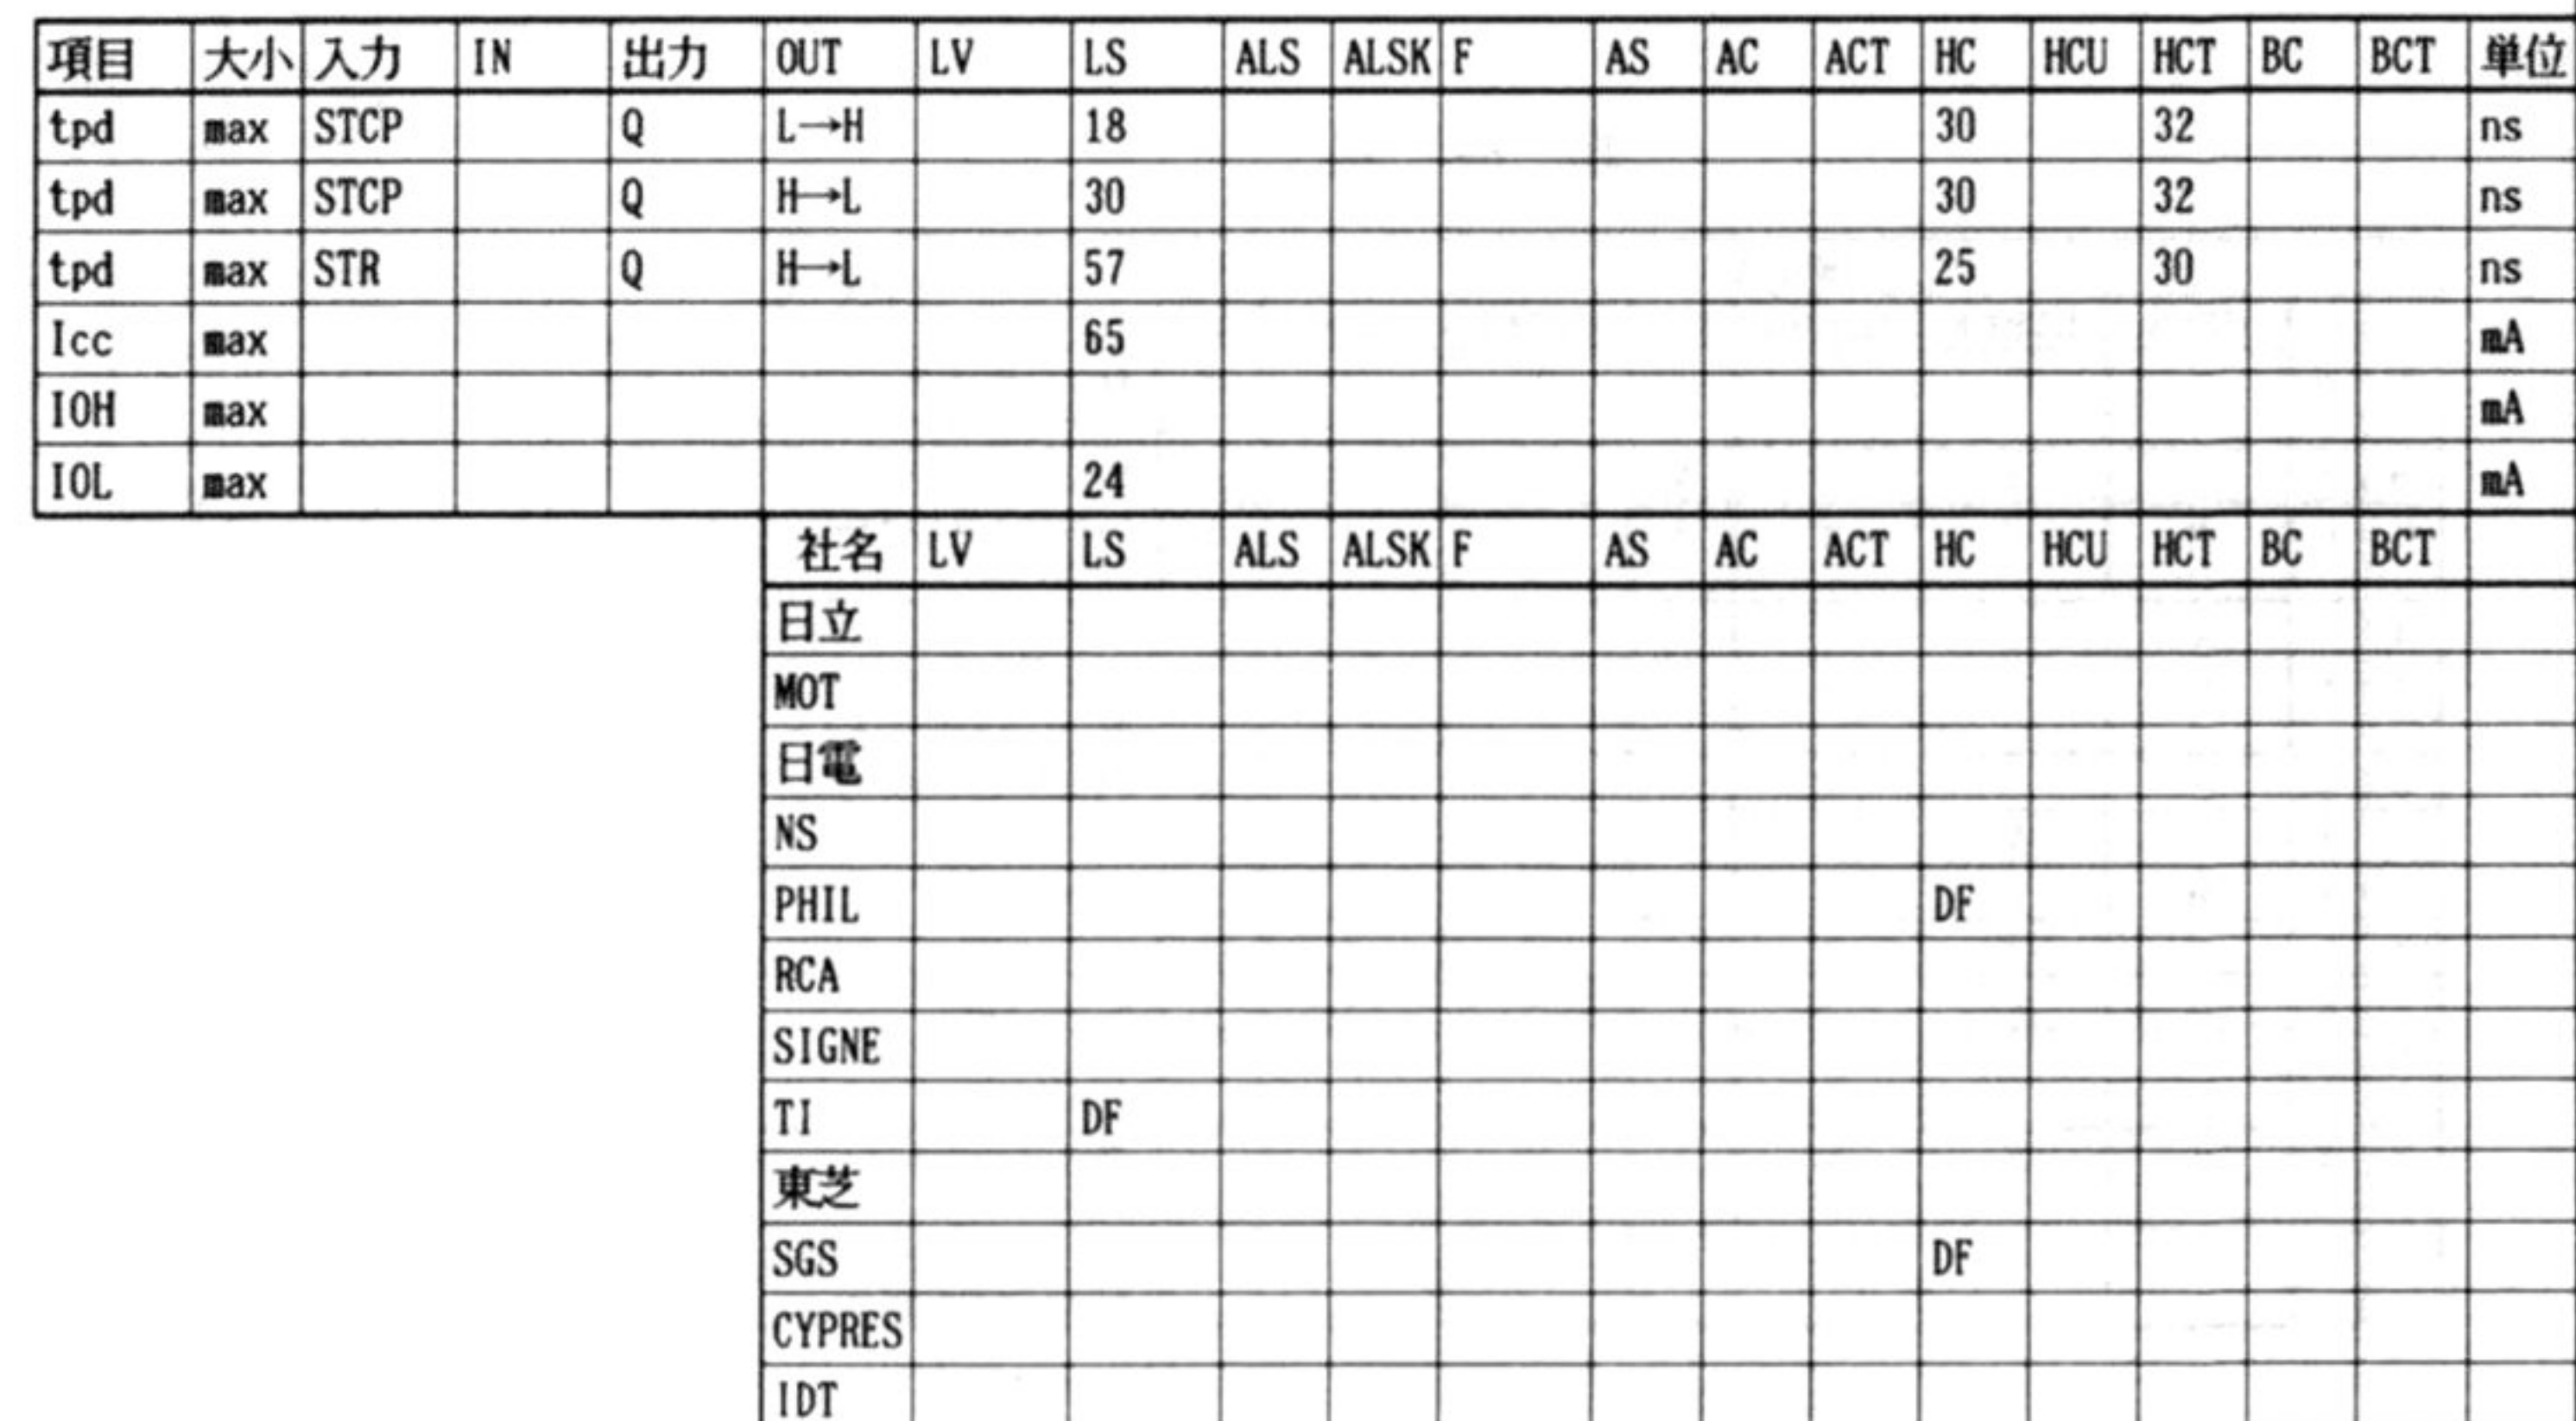 項目 大小 入力 IN 出力 OUT LV LS ALS ALSK F AS AC ACT HC HCU HCT BC BCT 単位
tpd max STCP Q L→H 18 30 32 ns
tpd max STCP Q H→L 30 30 32 ns
tpd max STR Q H→L 57 25 30 ns
Icc max 65 mA
IOH max mA
IOL max 24 mA
社名 LV LS ALS ALSK F AS AC ACT HC HCU HCT BC BCT
日立
MOT
日電
NS
PHIL DF
RCA
SIGNE
TI DF
東芝
SGS DF
CYPRES
IDT